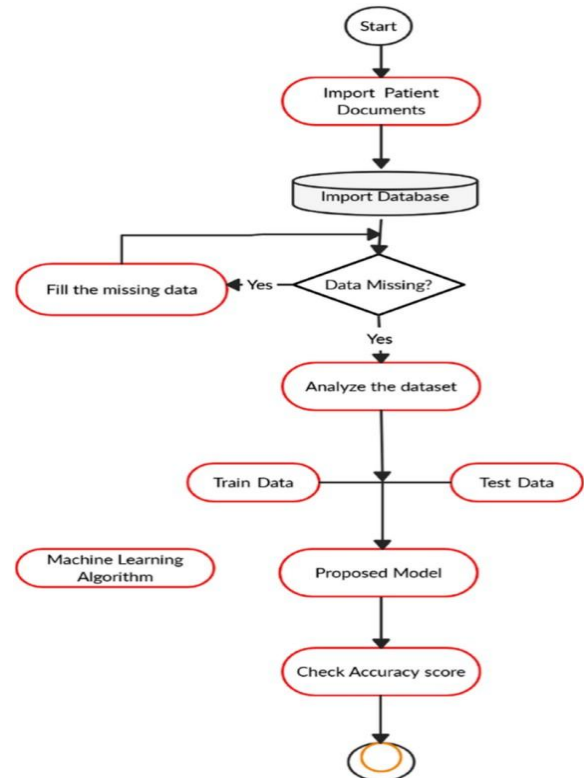 Start
Import Patient
Documents
Import Database
Fill the missing data
Yes
Data Missing?
Yes
Analyze the dataset
Train Data
Test Data
Machine Learning
Algorithm
Proposed Model
Check Accuracy score